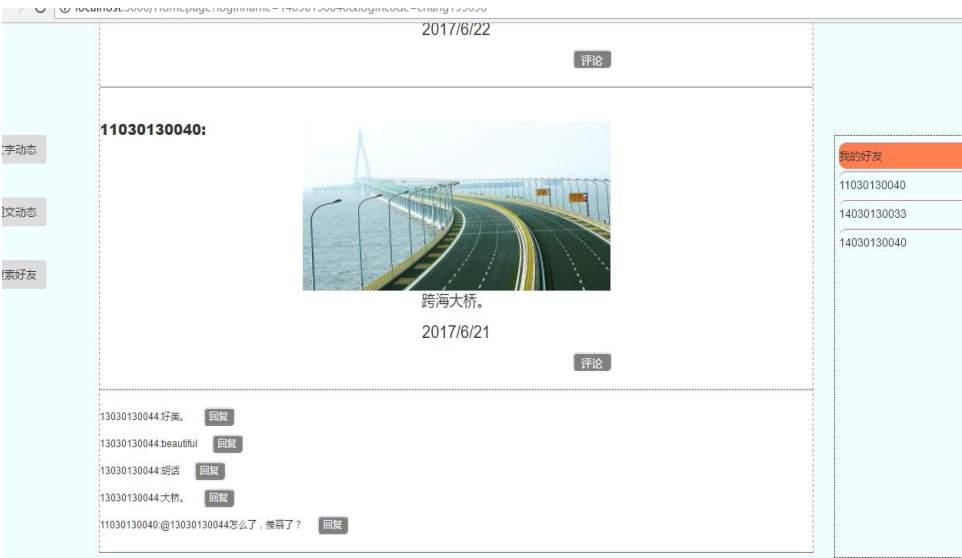 2017/6/22
评论
11030130040:
字动态
文动态
索好友
跨海大桥。
2017/6/21
评论
我的好友
11030130040
14030130033
14030130040
13030130044:好美。 回复
13030130044:beautiful 回复
13030130044:胡话 回复
13030130044:大桥。 回复
11030130040:@13030130044怎么了，羡慕了？ 回复